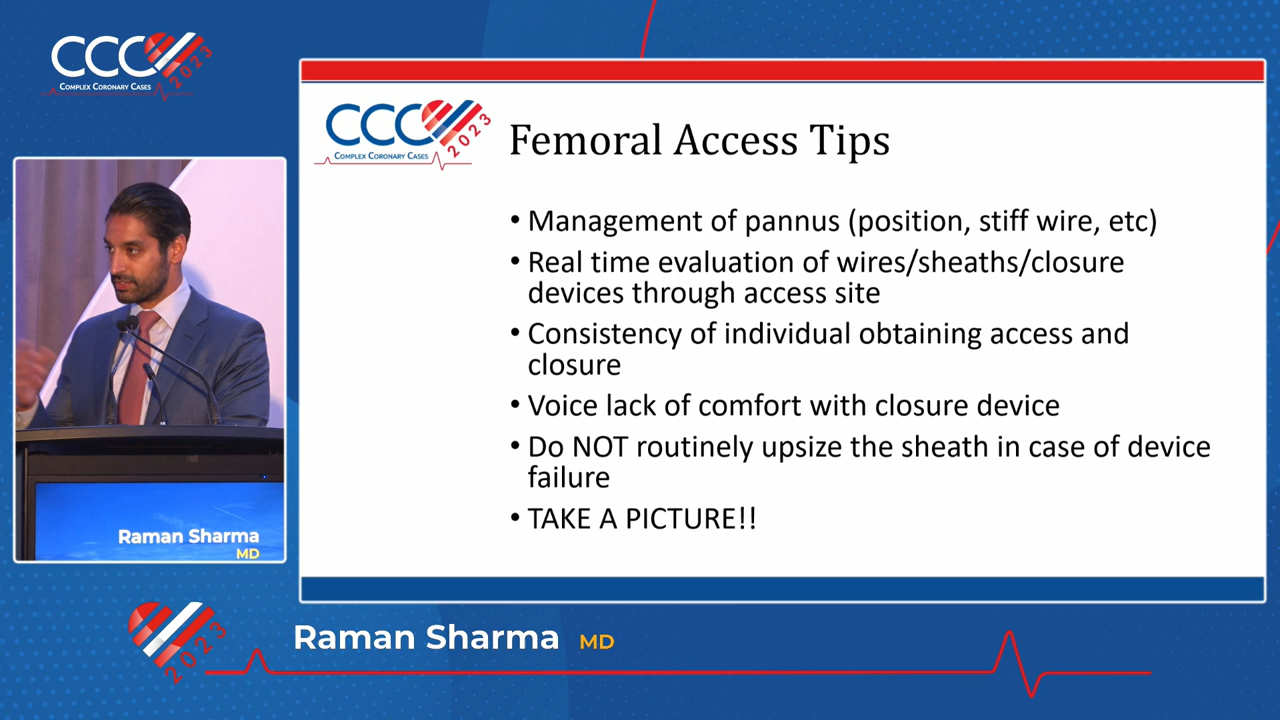 CCC 2023
COMPLEX CORONARY CASES
CCC 2023
COMPLEX CORONARY CASES
Femoral Access Tips
• Management of pannus (position, stiff wire, etc)
• Real time evaluation of wires/sheaths/closure
devices through access site
• Consistency of individual obtaining access and
closure
• Voice lack of comfort with closure device
• Do NOT routinely upsize the sheath in case of device
failure
• TAKE A PICTURE!!
Raman Sharma
MD
2023
Raman Sharma MD